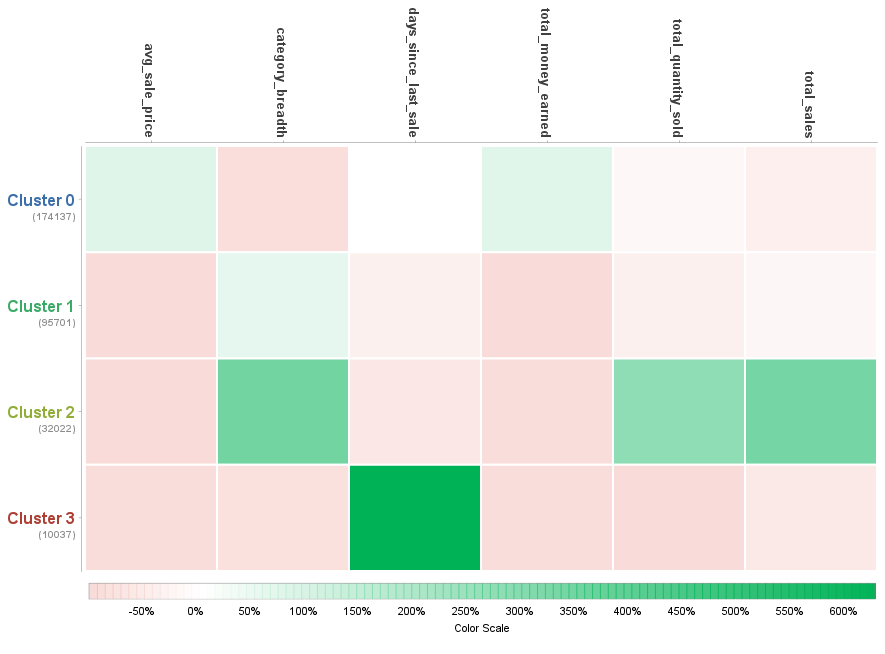 avg_sale_price
category_breadth
days_since_last_sale
total_money_earned
total_quantity_sold
total_sales
Cluster 0
(174137)
Cluster 1
(95701)
Cluster 2
(32022)
Cluster 3
(10037)
-50% 0% 50% 100% 150% 200% 250% 300% 350% 400% 450% 500% 550% 600%
Color Scale